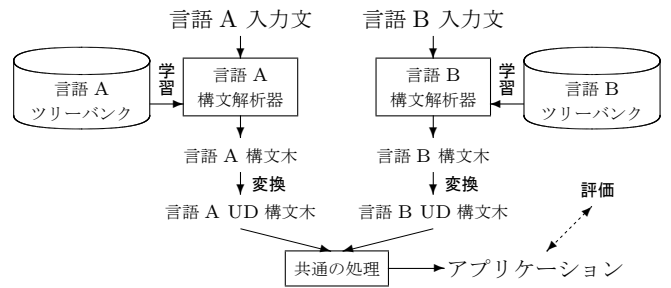 言語 A 入力文
言語 B 入力文
言語 A
ツリーバンク
学習
言語 A
構文解析器
言語 B
構文解析器
学習
言語 B
ツリーバンク
言語 A 構文木
言語 B 構文木
変換
変換
言語 A UD 構文木
言語 B UD 構文木
評価
共通の処理
アプリケーション